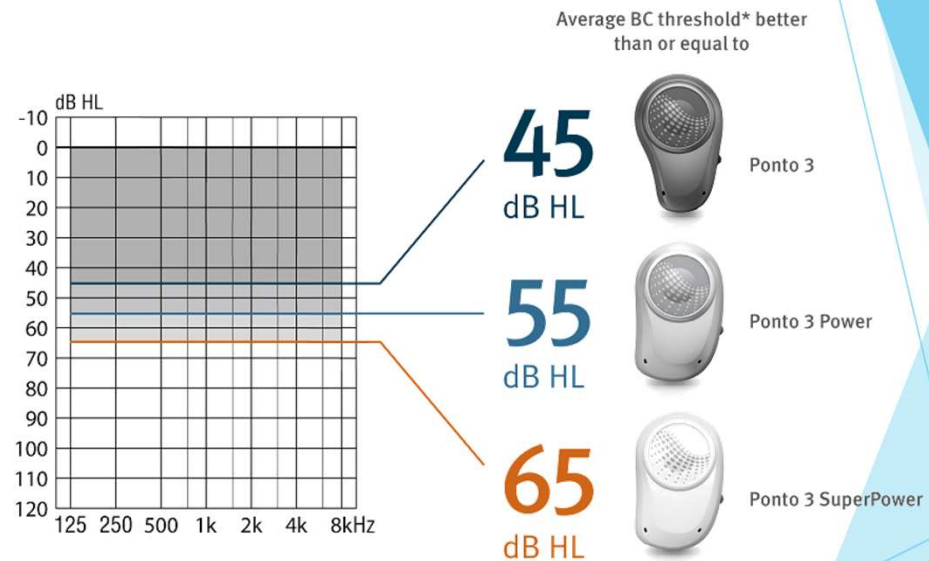 Average BC threshold* better
than or equal to
dB HL
-10
0
10
20
30
40
50
60
70
80
90
100
110
120
125 250 500 1k 2k 4k 8kHz
45
dB HL
Ponto 3
55
dB HL
Ponto 3 Power
65
dB HL
Ponto 3 SuperPower